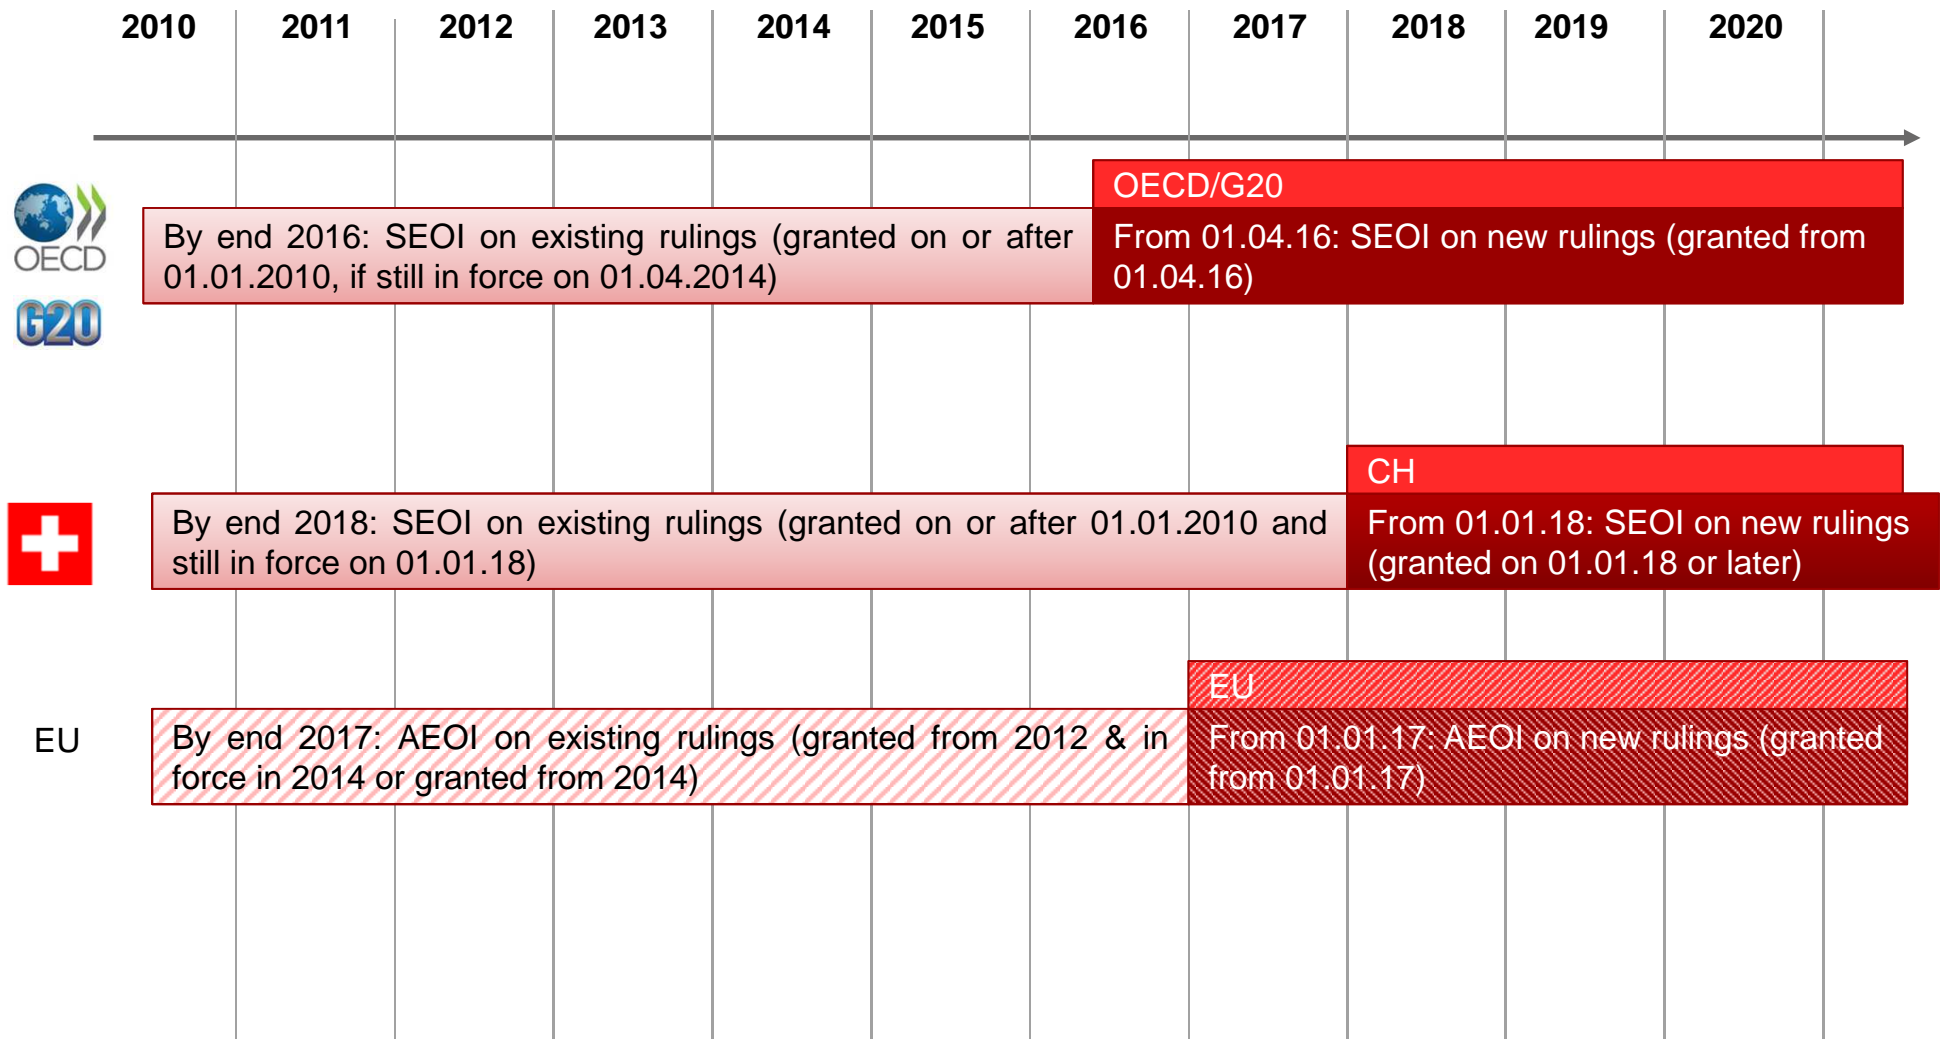 2010 2011 2012 2013 2014 2015 2016 2017 2018 2019 2020
OECD
G20
OECD/G20
By end 2016: SEOI on existing rulings (granted on or after
01.01.2010, if still in force on 01.04.2014)
From 01.04.16: SEOI on new rulings (granted from
01.04.16)
CH
By end 2018: SEOI on existing rulings (granted on or after 01.01.2010 and
still in force on 01.01.18)
From 01.01.18: SEOI on new rulings
(granted on 01.01.18 or later)
EU
EU
By end 2017: AEOI on existing rulings (granted from 2012 & in
force in 2014 or granted from 2014)
From 01.01.17: AEOI on new rulings (granted
from 01.01.17)